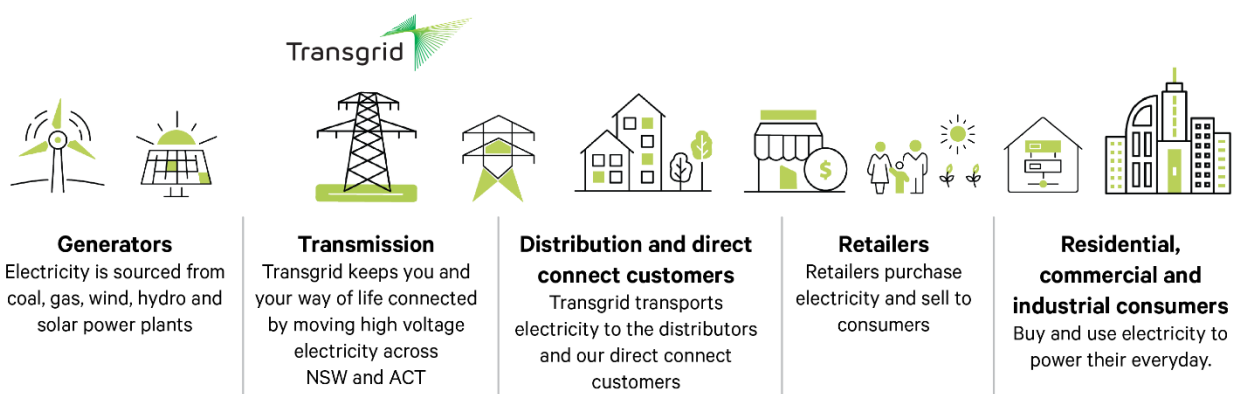 Transgrid
$
Generators
Electricity is sourced from
coal, gas, wind, hydro and
solar power plants
Transmission
Transgrid keeps you and
your way of life connected
by moving high voltage
electricity across
NSW and ACT
Distribution and direct
connect customers
Transgrid transports
electricity to the distributors
and our direct connect
customers
Retailers
Retailers purchase
electricity and sell to
consumers
Residential,
commercial and
industrial consumers
Buy and use electricity to
power their everyday.